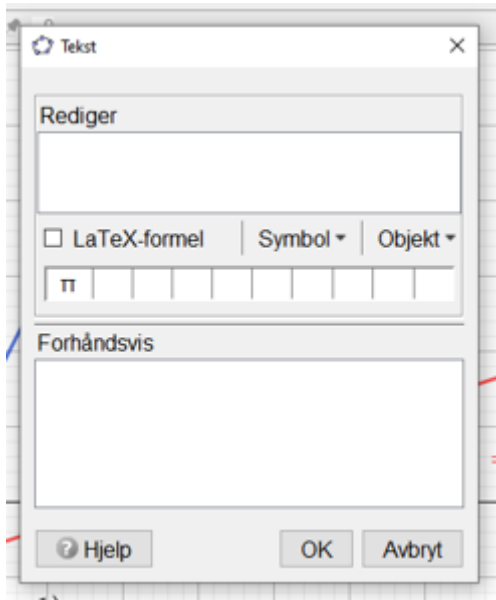 Tekst
Rediger
LaTeX-formel Symbol Objekt
π
Forhåndsvis
Hjelp OK Avbryt